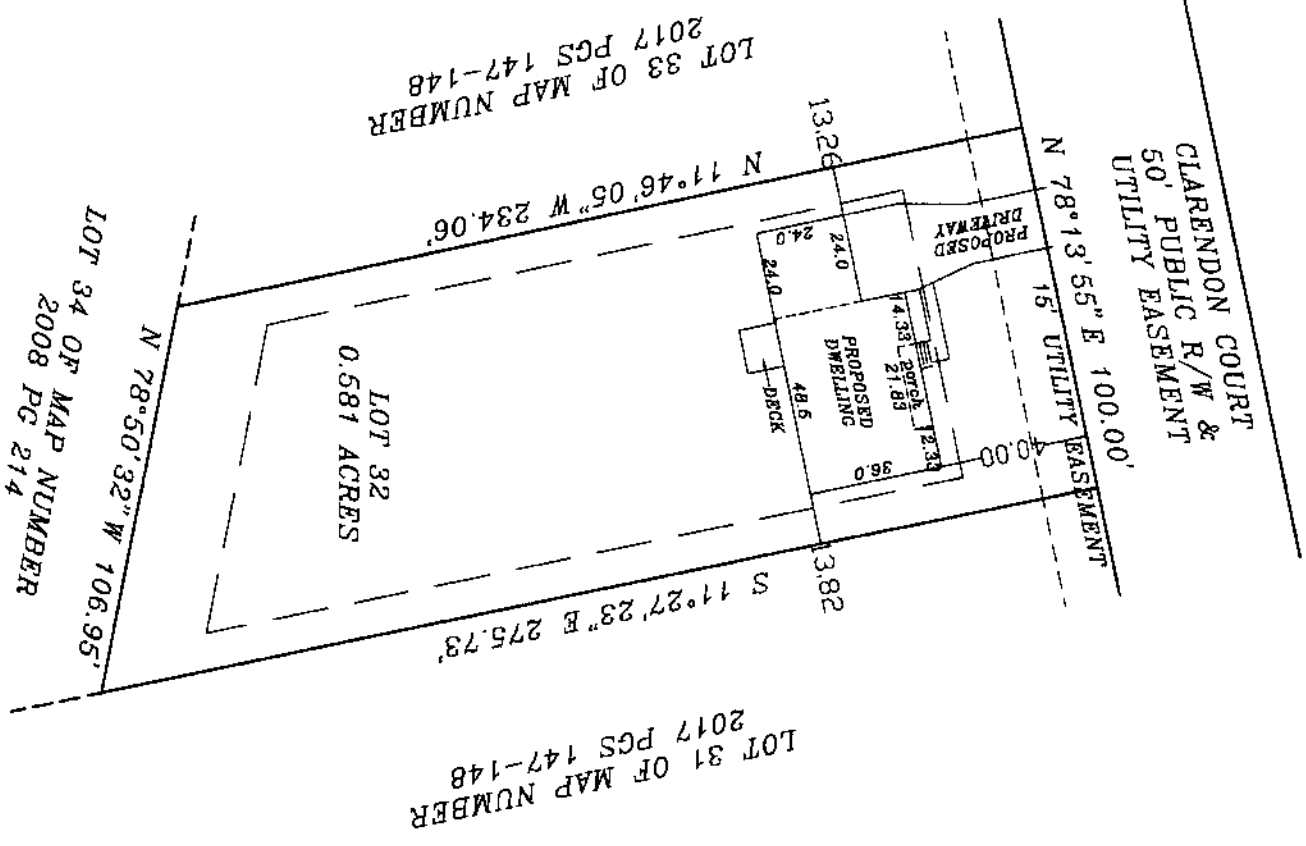 CLARENDON COURT
50' PUBLIC R/W &
UTILITY EASEMENT
N 78°13'55" E 100.00'
15' UTILITY EASEMENT
LOT 33 OF MAP NUMBER
2017 PGS 147-148
N 11°46'05" W 234.06'
13.26
PROPOSED
DRIVEWAY
24.0
24.0
24.0
14.33
porch
21.83
12.33
40.00
PROPOSED
DWELLING
36.0
48.6
DECK
13.82
LOT 32
0.581 ACRES
S 11°27'23" E 275.73'
LOT 31 OF MAP NUMBER
2017 PGS 147-148
N 78°50'32" W 106.95'
LOT 34 OF MAP NUMBER
2008 PG 214